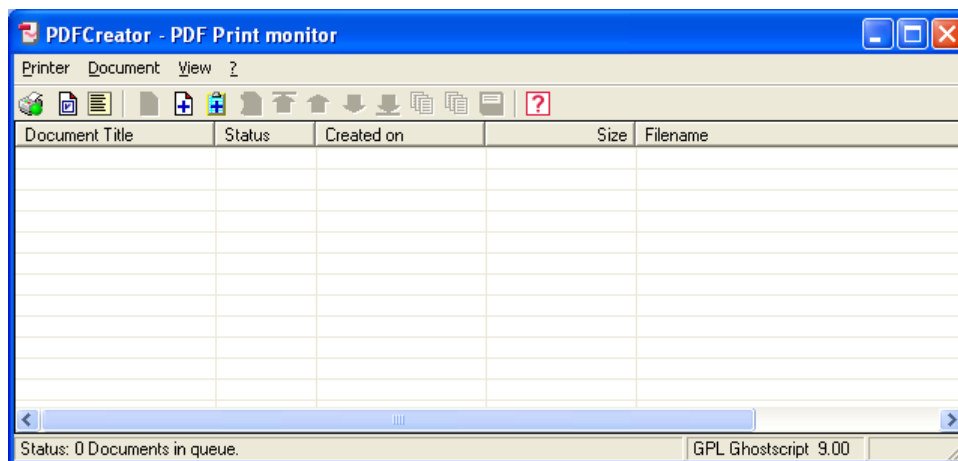 PDFCreator - PDF Print monitor
Printer Document View ?
Document Title Status Created on Size Filename
Status: 0 Documents in queue. GPL Ghostscript 9.00